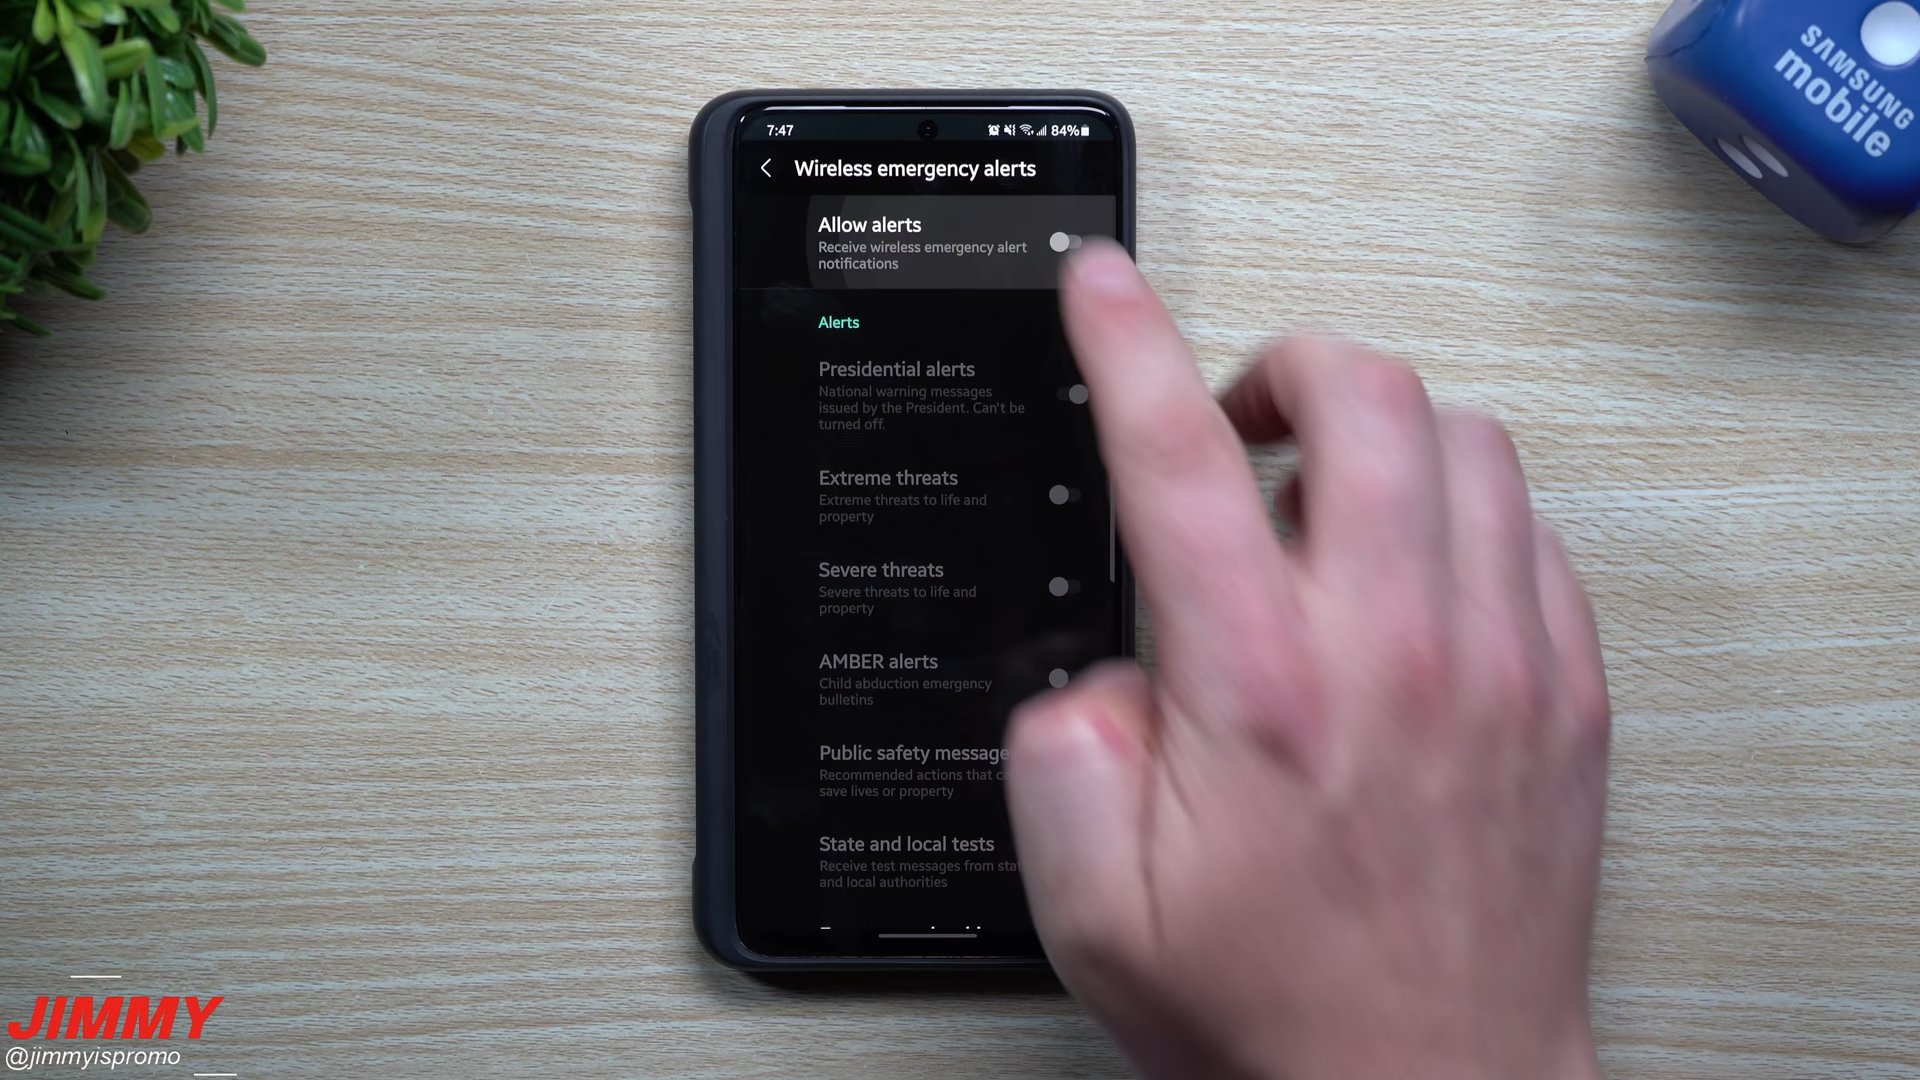 SAMSUNG
mobile
7:47
84%
Wireless emergency alerts
Allow alerts
Receive wireless emergency alert
notifications
Alerts
Presidential alerts
National warning messages
issued by the President. Can't be
turned off.
Extreme threats
Extreme threats to life and
property
Severe threats
Severe threats to life and
property
AMBER alerts
Child abduction emergency
bulletins
Public safety message
Recommended actions that
save lives or property
State and local tests
Receive test messages from
and local authorities
JIMMY
@jimmyispromo